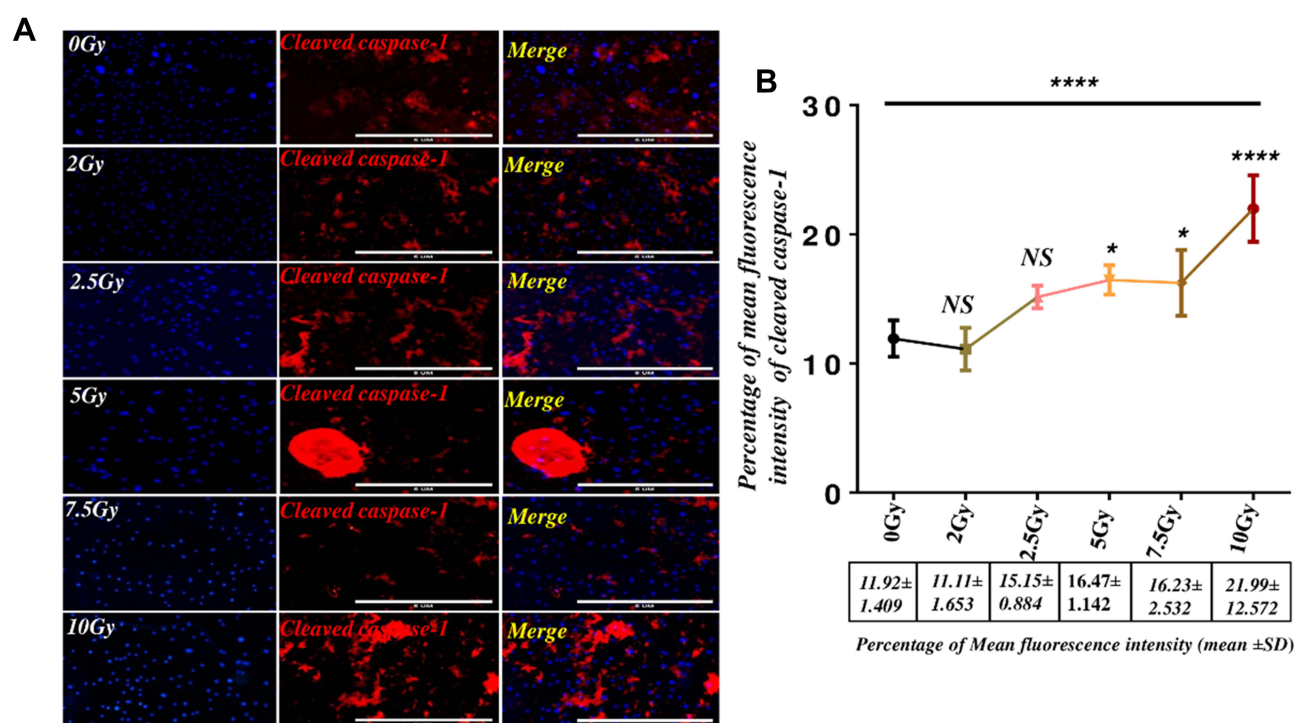 A
0Gy
Cleaved caspase-1
Merge
2Gy
Cleaved caspase-1
Merge
2.5Gy
Cleaved caspase-1
Merge
5Gy
Cleaved caspase-1
Merge
7.5Gy
Cleaved caspase-1
Merge
10Gy
Cleaved caspase-1
Merge
B
Percentage of mean fluorescence
intensity of cleaved caspase-1
****
30
20
10
0
NS
NS
*
*
****
0Gy
2Gy
2.5Gy
5Gy
7.5Gy
10Gy
11.92±
1.409
11.11±
1.653
15.15±
0.884
16.47±
1.142
16.23±
2.532
21.99±
12.572
Percentage of Mean fluorescence intensity (mean ±SD)